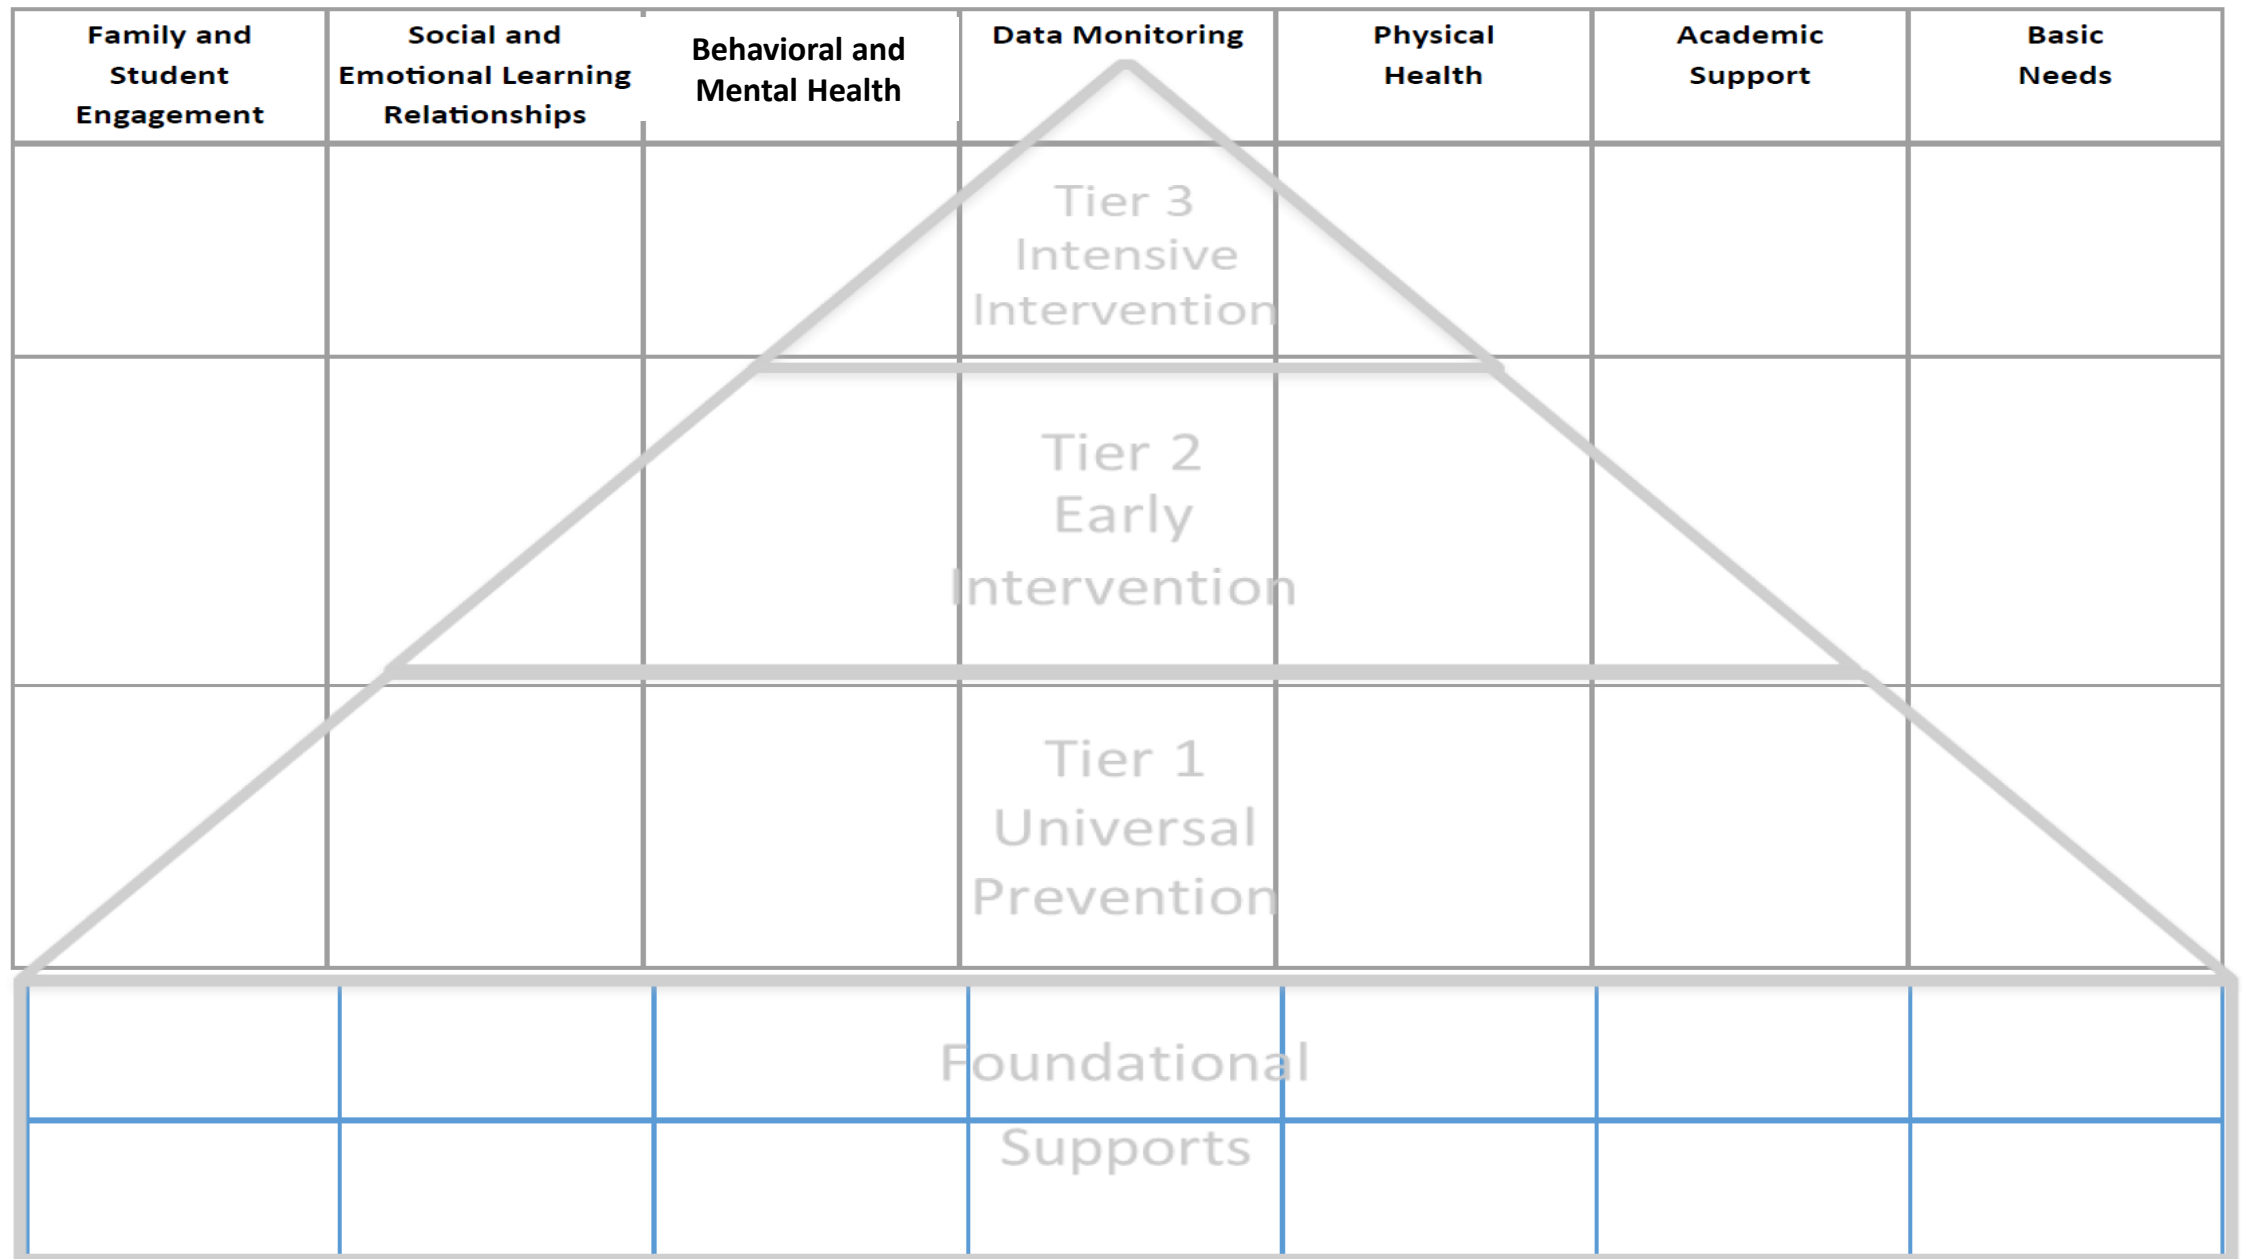 Family and
Student
Engagement
Social and
Emotional Learning
Relationships
Behavioral and
Mental Health
Data Monitoring
Physical
Health
Academic
Support
Basic
Needs
Tier 3
Intensive
Intervention
Tier 2
Early
Intervention
Tier 1
Universal
Prevention
Foundational
Supports